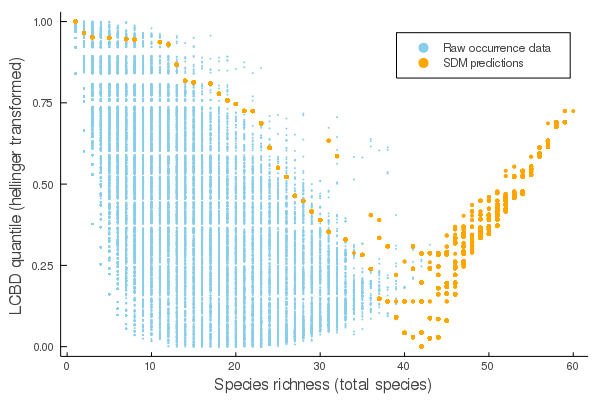 1.00
0.75
0.50
0.25
0.00
LCBD quantile (hellinger transformed)
Raw occurrence data
SDM predictions
0 10 20 30 40 50 60
Species richness (total species)